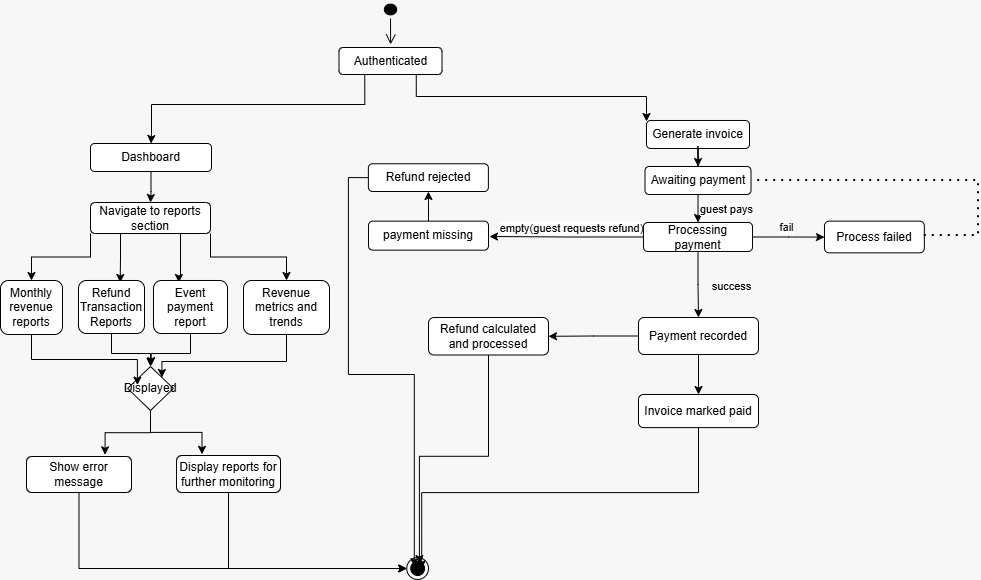 Authenticated
Generate invoice
Dashboard
Awaiting payment
Refund rejected
guest pays
Navigate to reports
section
payment missing
empty(guest requests refund)
Processing
payment
fail
Process failed
success
Monthly
revenue
reports
Refund
Transaction
Reports
Event
payment
report
Revenue
metrics and
trends
Refund calculated
and processed
Payment recorded
Displayed
Invoice marked paid
Show error
message
Display reports for
further monitoring